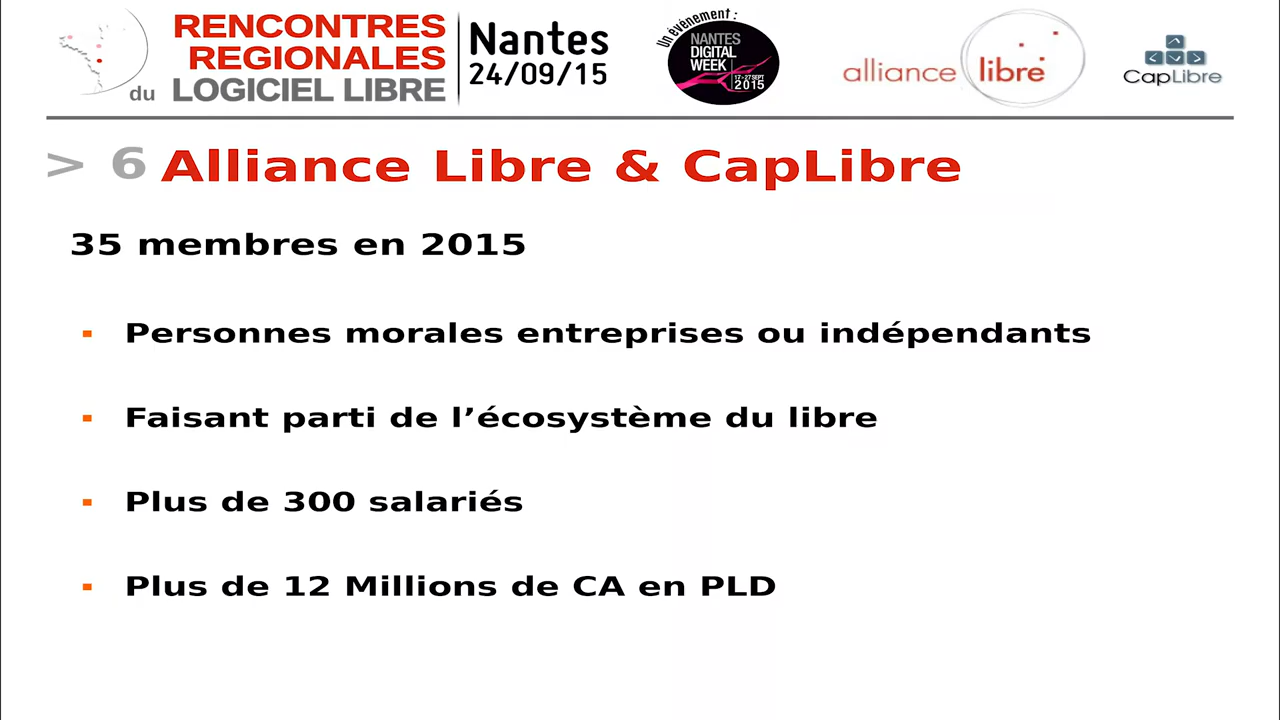 RENCONTRES
REGIONALES
du LOGICIEL LIBRE
Nantes
24/09/15
Un événement :
NANTES
DIGITAL
WEEK
17>27 SEPT
2015
alliance libre
CapLibre
> 6 Alliance Libre & CapLibre
35 membres en 2015
Personnes morales entreprises ou indépendants
Faisant parti de l’écosystème du libre
Plus de 300 salariés
Plus de 12 Millions de CA en PLD